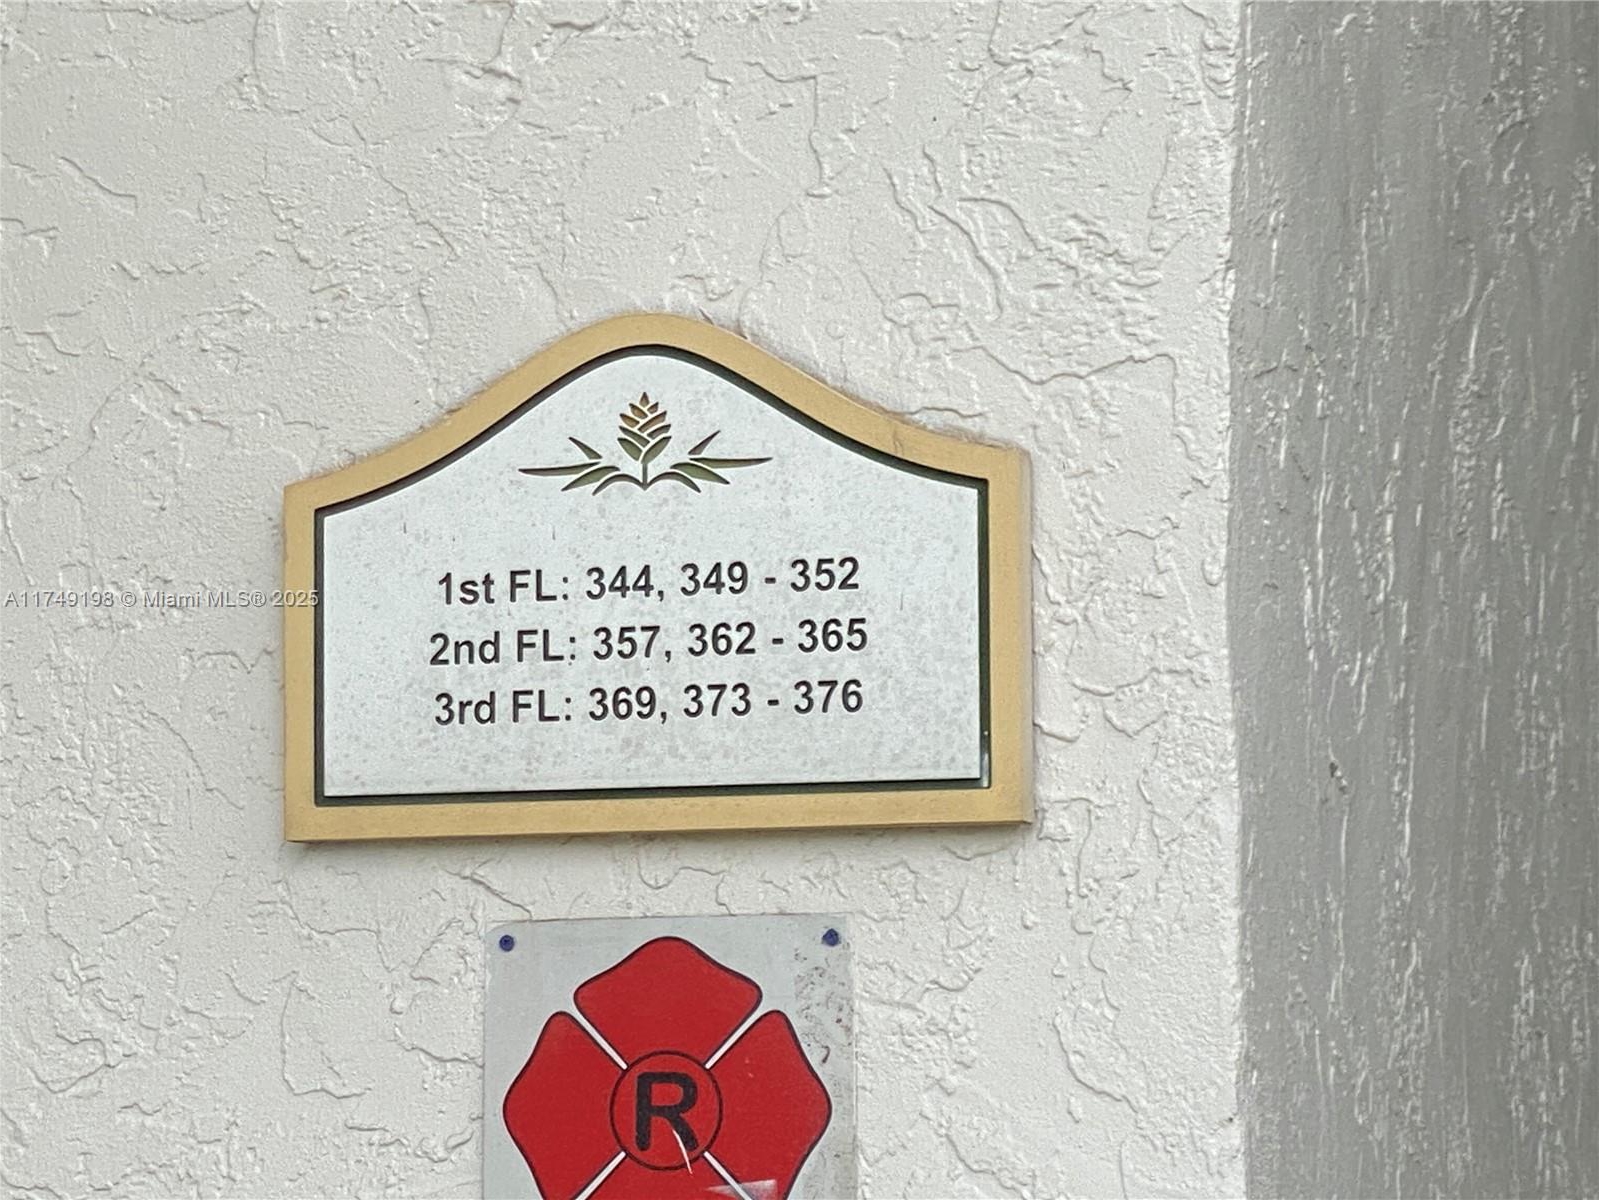 1st FL: 344, 349 - 352
2nd FL: 357, 362 - 365
3rd FL: 369, 373 - 376
A11749198 © Miami MLS® 2025
R